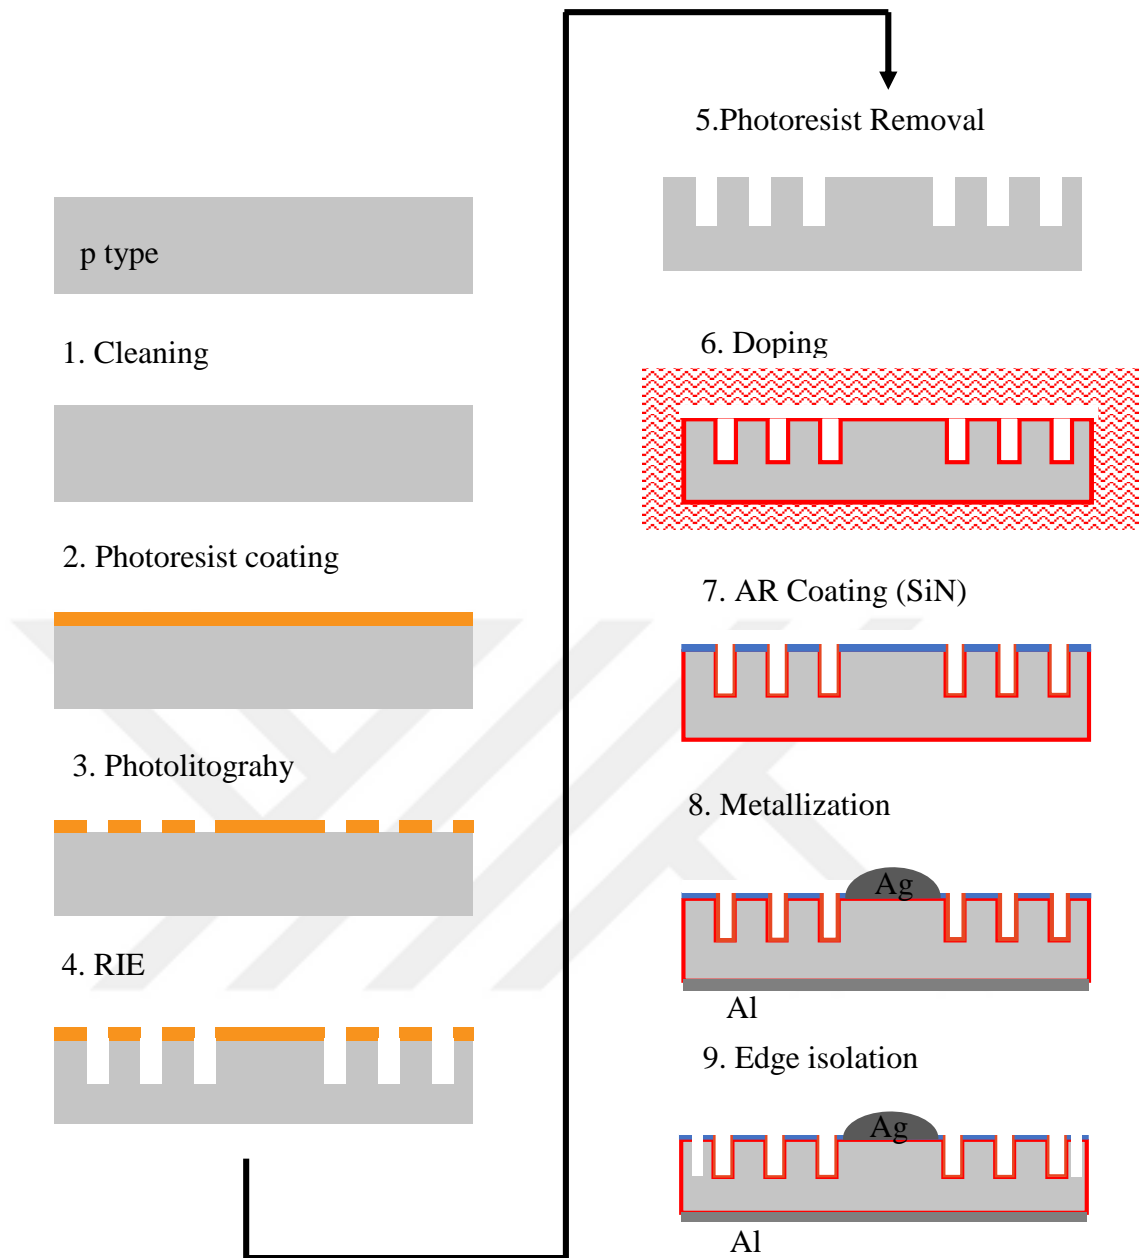 p type
1. Cleaning
2. Photoresist coating
3. Photolitograhy
4. RIE
5.Photoresist Removal
6. Doping
7. AR Coating (SiN)
8. Metallization
Ag
Al
9. Edge isolation
Ag
Al